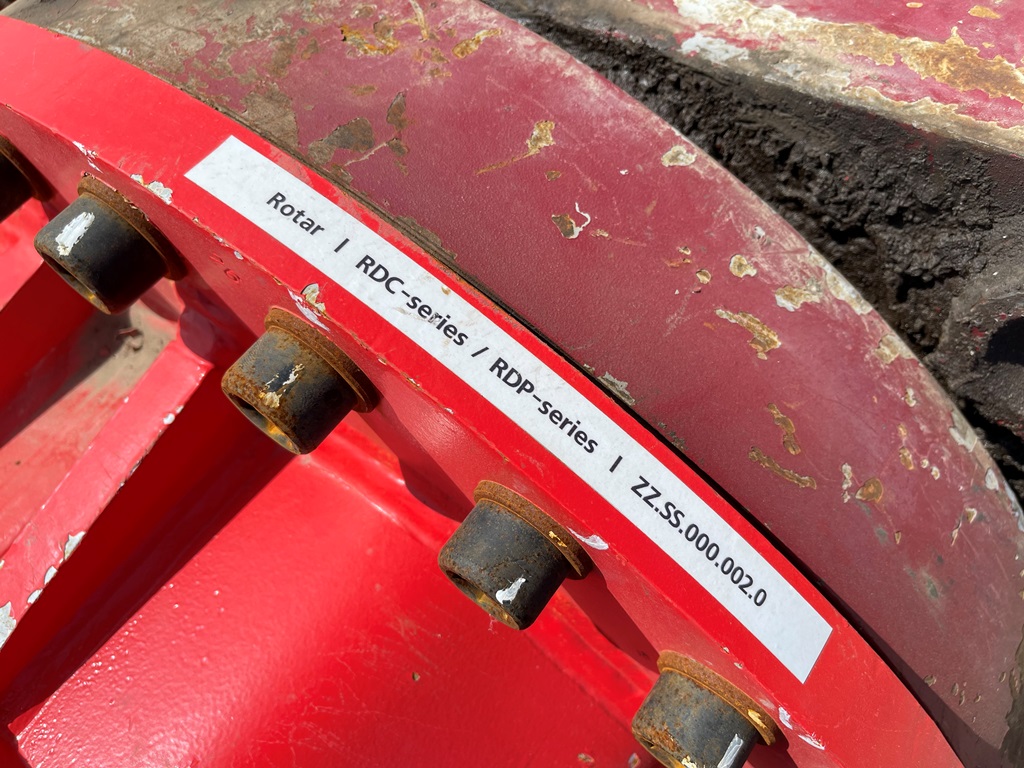 Rotar | RDC-series / RDP-series | ZZ.SS.000.002.0